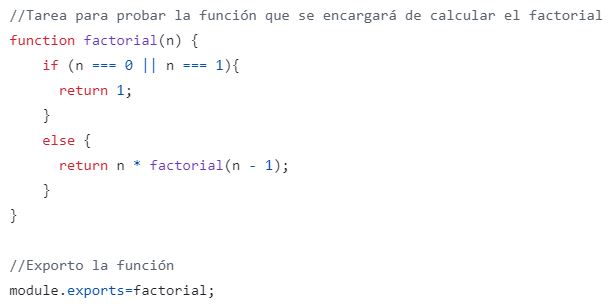 //Tarea para probar la función que se encargará de calcular el factorial
function factorial(n) {
    if (n === 0 || n === 1){
      return 1;
    }
    else {
      return n * factorial(n - 1);
    }
}

//Exporto la función
module.exports=factorial;